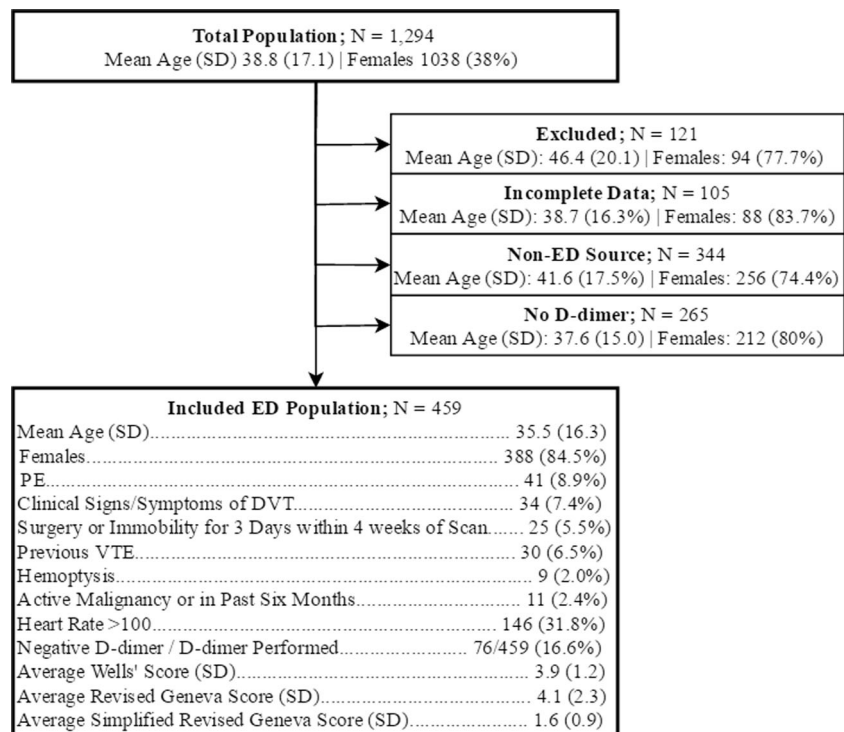 Total Population; N = 1,294
Mean Age (SD) 38.8 (17.1) | Females 1038 (38%)
Excluded; N = 121
Mean Age (SD): 46.4 (20.1) | Females: 94 (77.7%)
Incomplete Data; N = 105
Mean Age (SD): 38.7 (16.3%) | Females: 88 (83.7%)
Non-ED Source; N = 344
Mean Age (SD): 41.6 (17.5%) | Females: 256 (74.4%)
No D-dimer; N = 265
Mean Age (SD): 37.6 (15.0) | Females: 212 (80%)
Included ED Population; N = 459
Mean Age (SD)............................................................ 35.5 (16.3)
Females.................................................................... 388 (84.5%)
PE.............................................................................. 41 (8.9%)
Clinical Signs/Symptoms of DVT..................................... 34 (7.4%)
Surgery or Immobility for 3 Days within 4 weeks of Scan...... 25 (5.5%)
Previous VTE................................................................ 30 (6.5%)
Hemoptysis..................................................................... 9 (2.0%)
Active Malignancy or in Past Six Months........................... 11 (2.4%)
Heart Rate >100............................................................ 146 (31.8%)
Negative D-dimer / D-dimer Performed...................... 76/459 (16.6%)
Average Wells' Score (SD)................................................ 3.9 (1.2)
Average Revised Geneva Score (SD)................................... 4.1 (2.3)
Average Simplified Revised Geneva Score (SD).................... 1.6 (0.9)